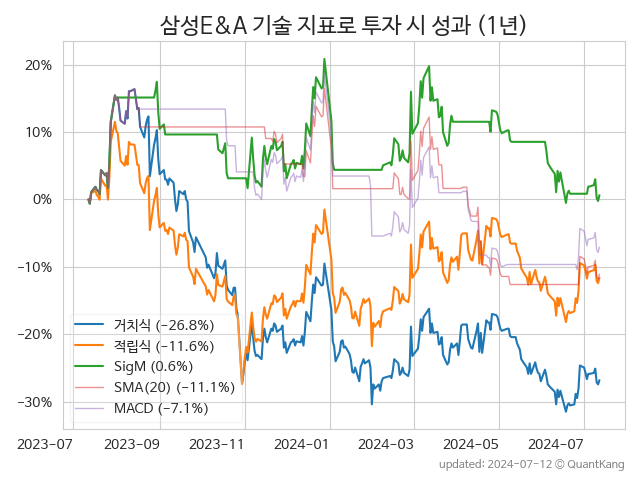 삼성E&A 기술 지표로 투자 시 성과 (1년)
20%
10%
0%
−10%
−20%
−30%
거치식 (−26.8%)
적립식 (−11.6%)
SigM (0.6%)
SMA(20) (−11.1%)
MACD (−7.1%)
2023-07 2023-09 2023-11 2024-01 2024-03 2024-05 2024-07
updated: 2024-07-12 © QuantKang